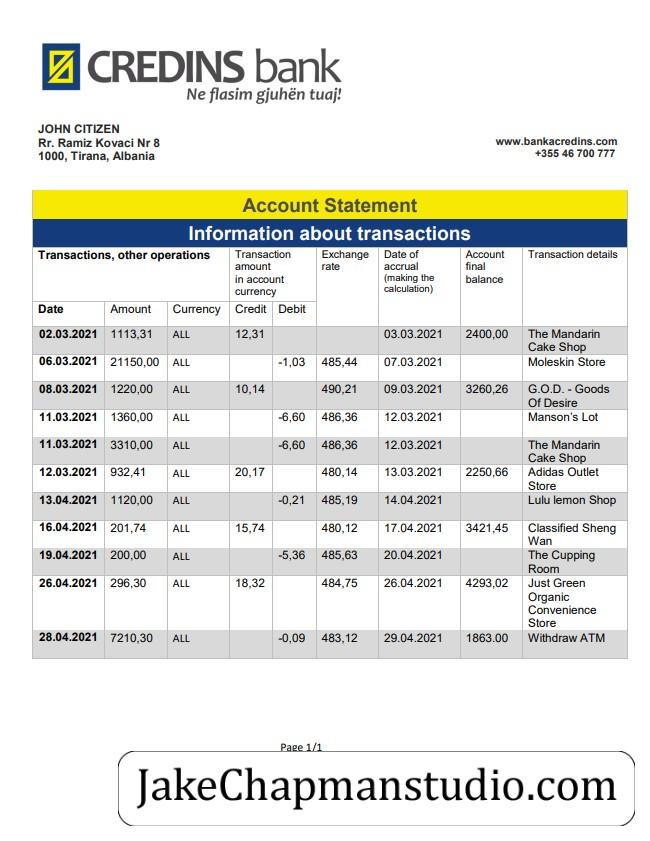 CREDINS bank
Ne flasim gjuhën tuaj!
JOHN CITIZEN
Rr. Ramiz Kovaci Nr 8
1000, Tirana, Albania
www.bankacredins.com
+355 46 700 777
Account Statement
Information about transactions
Transactions, other operations
Transaction
amount
in account
currency
Exchange
rate
Date of
accrual
(making the
calculation)
Account
final
balance
Transaction details
Date Amount Currency Credit Debit
02.03.2021 1113,31 ALL 12,31 03.03.2021 2400,00 The Mandarin
Cake Shop
06.03.2021 21150,00 ALL -1,03 485,44 07.03.2021 Moleskin Store
08.03.2021 1220,00 ALL 10,14 490,21 09.03.2021 3260,26 G.O.D. - Goods
Of Desire
11.03.2021 1360,00 ALL -6,60 486,36 12.03.2021 Manson’s Lot
11.03.2021 3310,00 ALL -6,60 486,36 12.03.2021 The Mandarin
Cake Shop
12.03.2021 932,41 ALL 20,17 480,14 13.03.2021 2250,66 Adidas Outlet
Store
13.04.2021 1120,00 ALL -0,21 485,19 14.04.2021 Lulu lemon Shop
16.04.2021 201,74 ALL 15,74 480,12 17.04.2021 3421,45 Classified Sheng
Wan
19.04.2021 200,00 ALL -5,36 485,63 20.04.2021 The Cupping
Room
26.04.2021 296,30 ALL 18,32 484,75 26.04.2021 4293,02 Just Green
Organic
Convenience
Store
28.04.2021 7210,30 ALL -0,09 483,12 29.04.2021 1863.00 Withdraw ATM
Page 1/1
JakeChapmanstudio.com